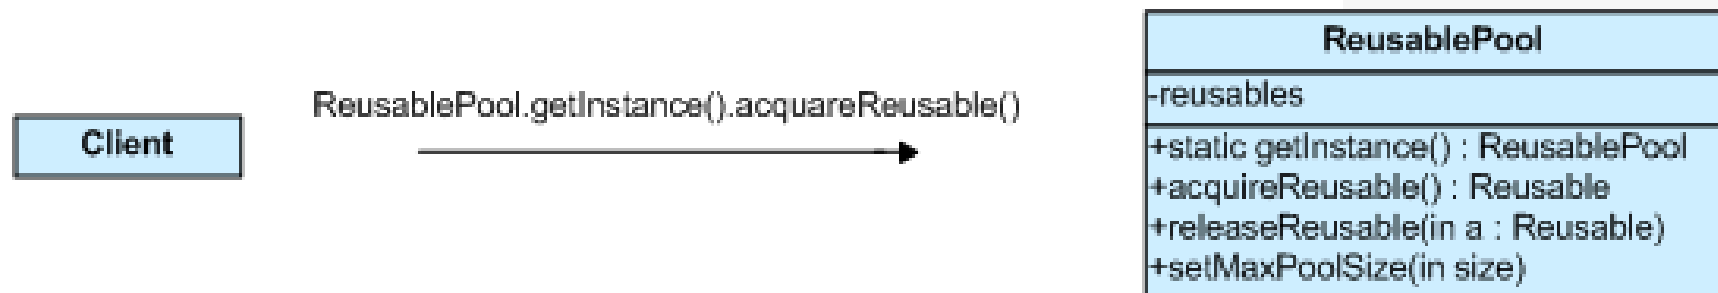 Client
ReusablePool.getInstance().acquareReusable()
ReusablePool
-reusables
+static getInstance() : ReusablePool
+acquireReusable() : Reusable
+releaseReusable(in a : Reusable)
+setMaxPoolSize(in size)